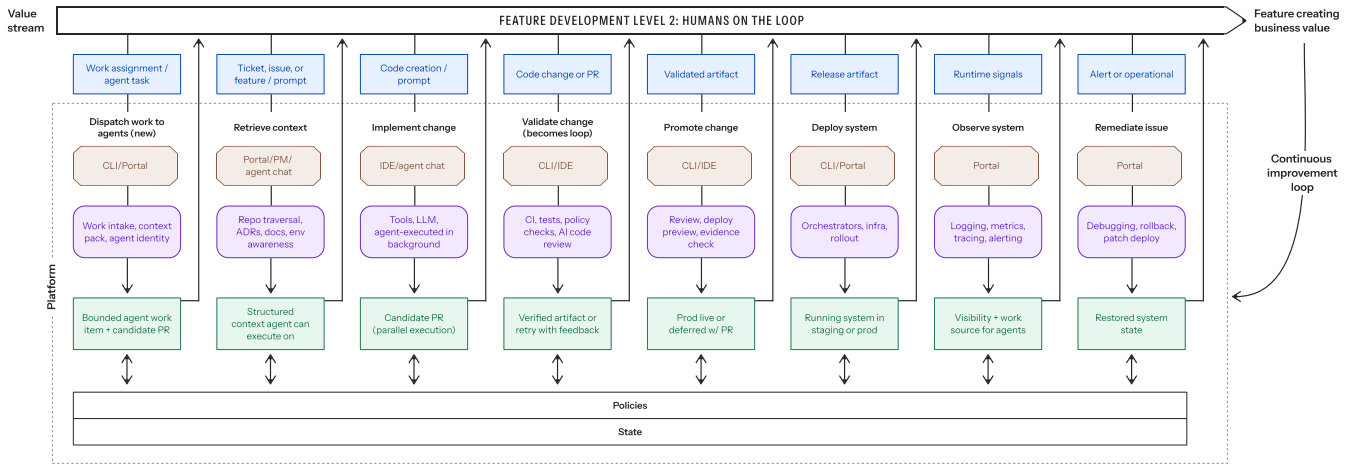 Value
stream
FEATURE DEVELOPMENT LEVEL 2: HUMANS ON THE LOOP
Feature creating
business value
Work assignment /
agent task
Ticket, issue, or
feature / prompt
Code creation /
prompt
Code change or PR
Validated artifact
Release artifact
Runtime signals
Alert or operational
Dispatch work to
agents (new)
Retrieve context
Implement change
Validate change
(becomes loop)
Promote change
Deploy system
Observe system
Remediate issue
CLI/Portal
Portal/PM/
agent chat
IDE/agent chat
CLI/IDE
CLI/IDE
CLI/Portal
Portal
Portal
Continuous
improvement
loop
Work intake, context
pack, agent identity
Repo traversal,
ADRs, docs, env
awareness
Tools, LLM,
agent-executed in
background
CI, tests, policy
checks, AI code
review
Review, deploy
preview, evidence
check
Orchestrators, infra,
rollout
Logging, metrics,
tracing, alerting
Debugging, rollback,
patch deploy
Platform
Bounded agent work
item + candidate PR
Structured
context agent can
execute on
Candidate PR
(parallel execution)
Verified artifact or
retry with feedback
Prod live or
deferred w/ PR
Running system in
staging or prod
Visibility + work
source for agents
Restored system
state
Policies
State